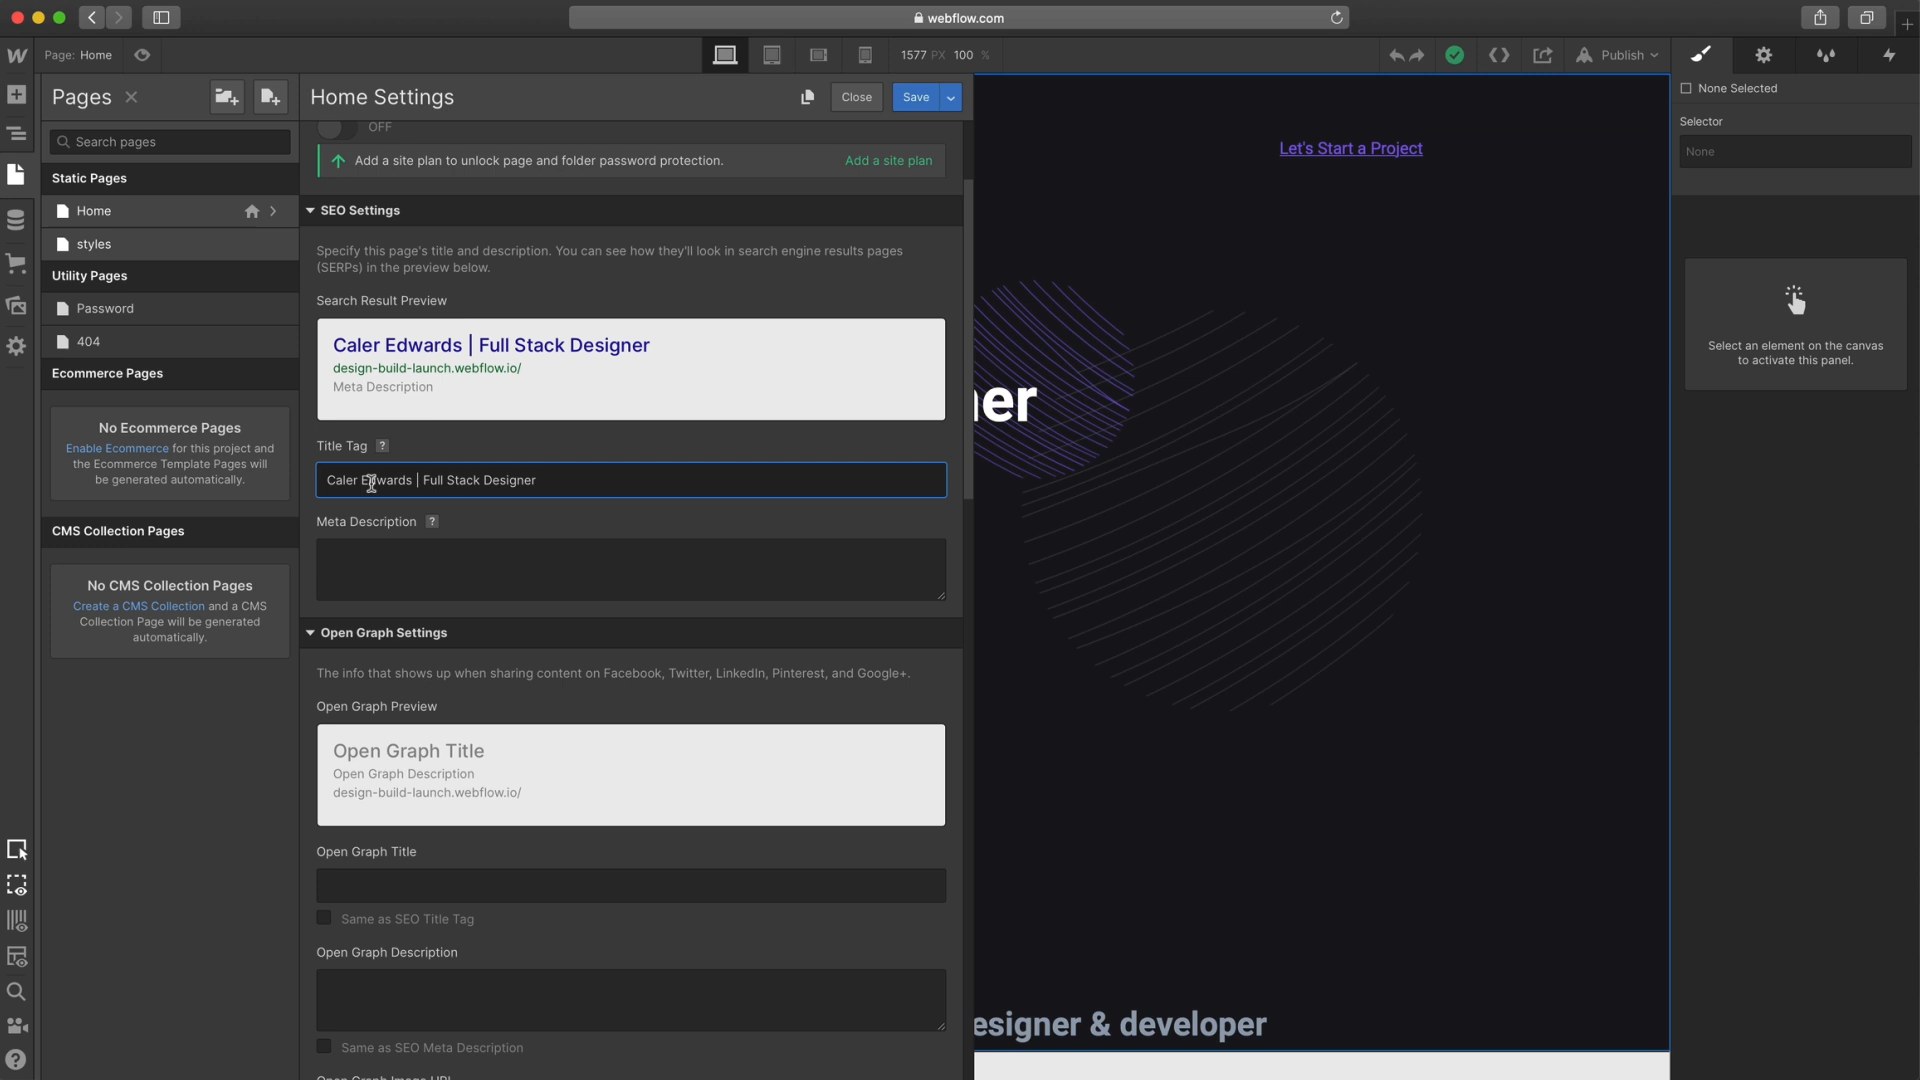 webflow.com
Page: Home
1577 PX 100 %
Publish
Pages
Home Settings
Close
Save
None Selected
Search pages
OFF
Selector
None
Add a site plan to unlock page and folder password protection.
Add a site plan
Let's Start a Project
Static Pages
Home
styles
Utility Pages
Password
404
Ecommerce Pages
No Ecommerce Pages
Enable Ecommerce for this project and
the Ecommerce Template Pages will
be generated automatically.
CMS Collection Pages
No CMS Collection Pages
Create a CMS Collection and a CMS
Collection Page will be generated
automatically.
SEO Settings
Specify this page's title and description. You can see how they'll look in search engine results pages
(SERPs) in the preview below.
Search Result Preview
Caler Edwards | Full Stack Designer
design-build-launch.webflow.io/
Meta Description
Title Tag ?
Caler Edwards | Full Stack Designer
Meta Description ?
Open Graph Settings
The info that shows up when sharing content on Facebook, Twitter, LinkedIn, Pinterest, and Google+.
Open Graph Preview
Open Graph Title
Open Graph Description
design-build-launch.webflow.io/
Open Graph Title
Same as SEO Title Tag
Open Graph Description
Same as SEO Meta Description
Open Graph Image URL
er
esigner & developer
Select an element on the canvas
to activate this panel.